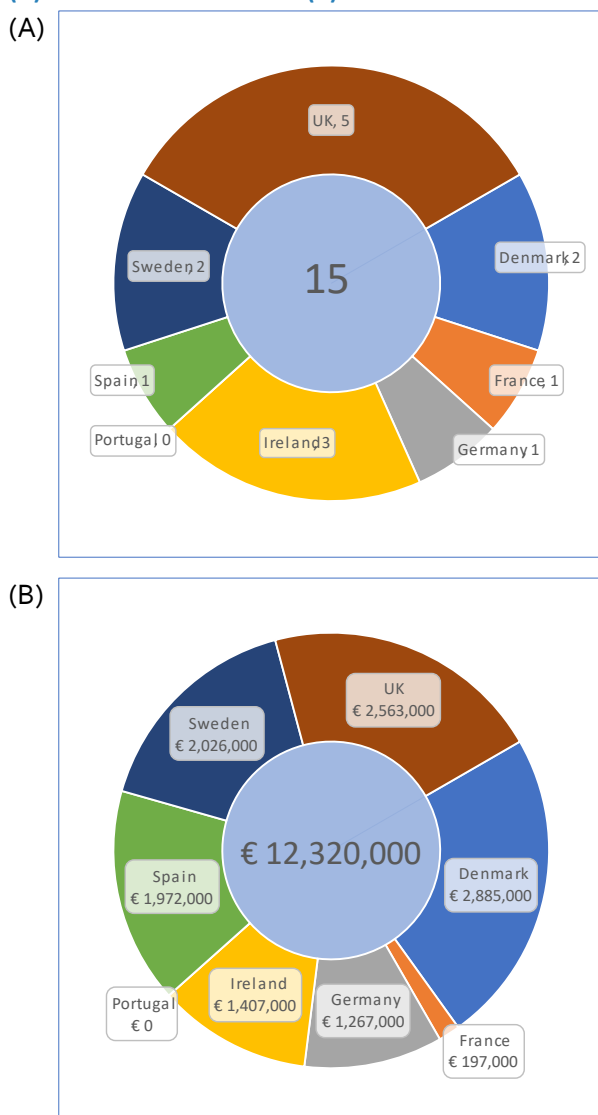 (A)
UK, 5
Sweden, 2
Denmark, 2
15
Spain, 1
France, 1
Portugal, 0
Ireland, 3
Germany, 1
(B)
UK
€ 2,563,000
Sweden
€ 2,026,000
€ 12,320,000
Spain
€ 1,972,000
Denmark
€ 2,885,000
Ireland
€ 1,407,000
Germany
€ 1,267,000
Portugal
€ 0
France
€ 197,000